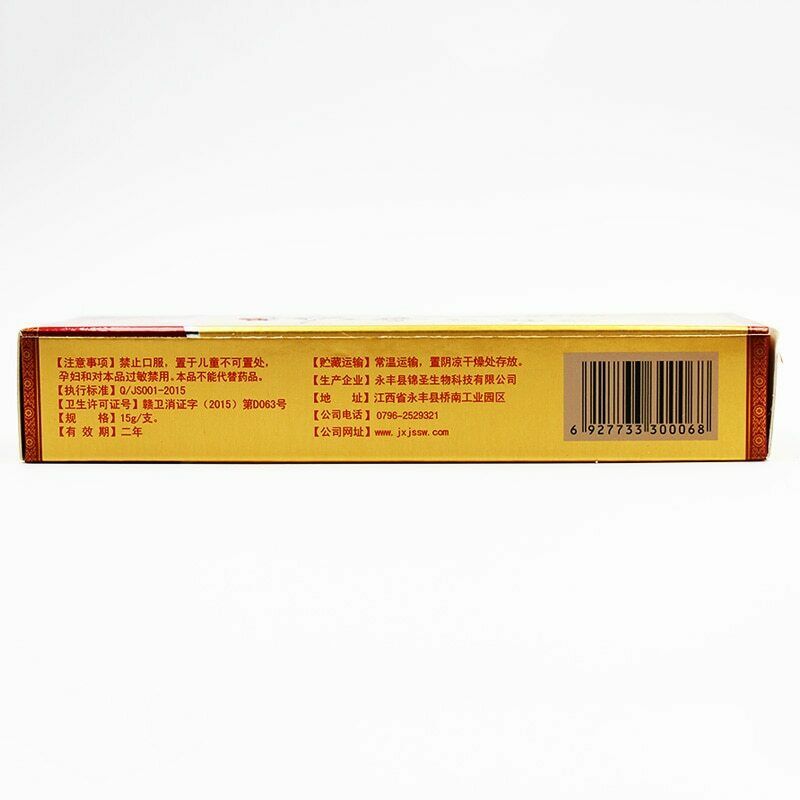 【注意事项】禁止口服，置于儿童不可置处，
孕妇和对本品过敏禁用。本品不能代替药品。
【执行标准】Q/JS001-2015
【卫生许可证号】赣卫消证字（2015）第D063号
【规　　格】15g/支。
【有 效 期】二年
【贮藏运输】常温运输，置阴凉干燥处存放。
【生产企业】永丰县锦圣生物科技有限公司
【地　　址】江西省永丰县桥南工业园区
【公司电话】0796-2529321
【公司网址】www.jxjssw.com
6 927733 300068